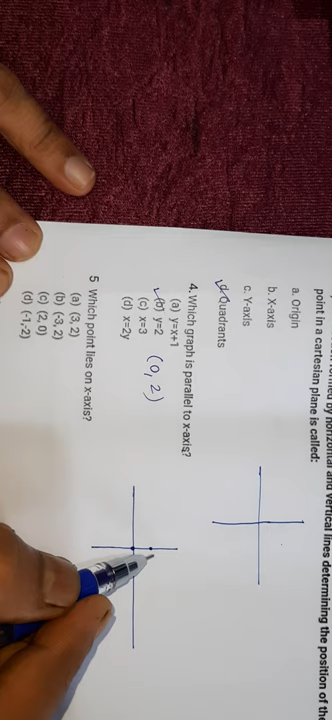 formed by horizontal and vertical lines determining the position of th
point in a cartesian plane is called:
a. Origin
b. X-axis
c. Y-axis
Quadrants
4. Which graph is parallel to x-axis?
(a) y=x+1
(b) y=2 (0,2)
(c) x=3
(d) x=2y
5 Which point lies on x-axis?
(a) (3, 2)
(b) (-3, 2)
(c) (2, 0)
(d) (-1,-2)